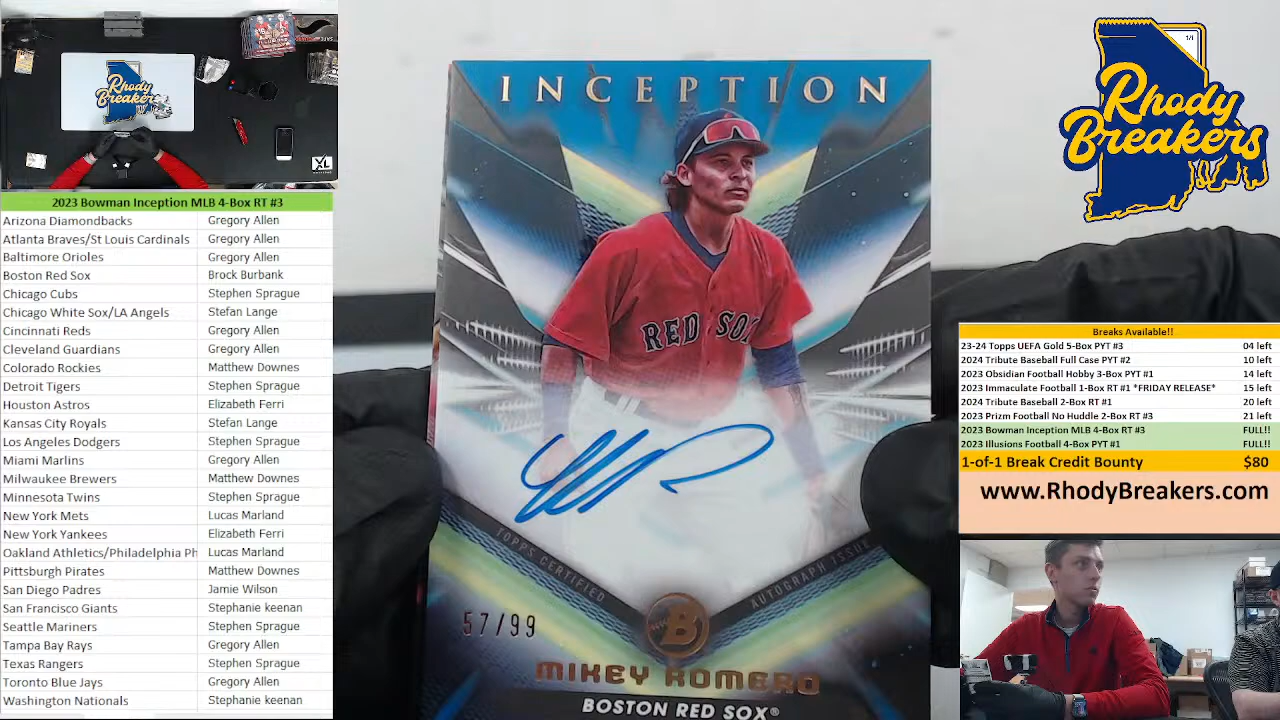 Rhody
Breakers
XL
2023 Bowman Inception MLB 4-Box RT #3
Arizona Diamondbacks Gregory Allen
Atlanta Braves/St Louis Cardinals Gregory Allen
Baltimore Orioles Gregory Allen
Boston Red Sox Brock Burbank
Chicago Cubs Stephen Sprague
Chicago White Sox/LA Angels Stefan Lange
Cincinnati Reds Gregory Allen
Cleveland Guardians Gregory Allen
Colorado Rockies Matthew Downes
Detroit Tigers Stephen Sprague
Houston Astros Elizabeth Ferri
Kansas City Royals Stefan Lange
Los Angeles Dodgers Stephen Sprague
Miami Marlins Gregory Allen
Milwaukee Brewers Matthew Downes
Minnesota Twins Stephen Sprague
New York Mets Lucas Marland
New York Yankees Elizabeth Ferri
Oakland Athletics/Philadelphia Ph Lucas Marland
Pittsburgh Pirates Matthew Downes
San Diego Padres Jamie Wilson
San Francisco Giants Stephanie keenan
Seattle Mariners Stephen Sprague
Tampa Bay Rays Gregory Allen
Texas Rangers Stephen Sprague
Toronto Blue Jays Gregory Allen
Washington Nationals Stephanie keenan
INCEPTION
RED SOX
TOPPS CERTIFIED
AUTOGRAPH ISSUE
57/99
B
MIKEY ROMERO
BOSTON RED SOX®
1/1
Rhody
Breakers
Breaks Available!!
23-24 Topps UEFA Gold 5-Box PYT #3 04 left
2024 Tribute Baseball Full Case PYT #2 10 left
2023 Obsidian Football Hobby 3-Box PYT #1 14 left
2023 Immaculate Football 1-Box RT #1 *FRIDAY RELEASE* 15 left
2024 Tribute Baseball 2-Box RT #1 20 left
2023 Prizm Football No Huddle 2-Box RT #3 21 left
2023 Bowman Inception MLB 4-Box RT #3 FULL!!
2023 Illusions Football 4-Box PYT #1 FULL!!
1-of-1 Break Credit Bounty $80
www.RhodyBreakers.com